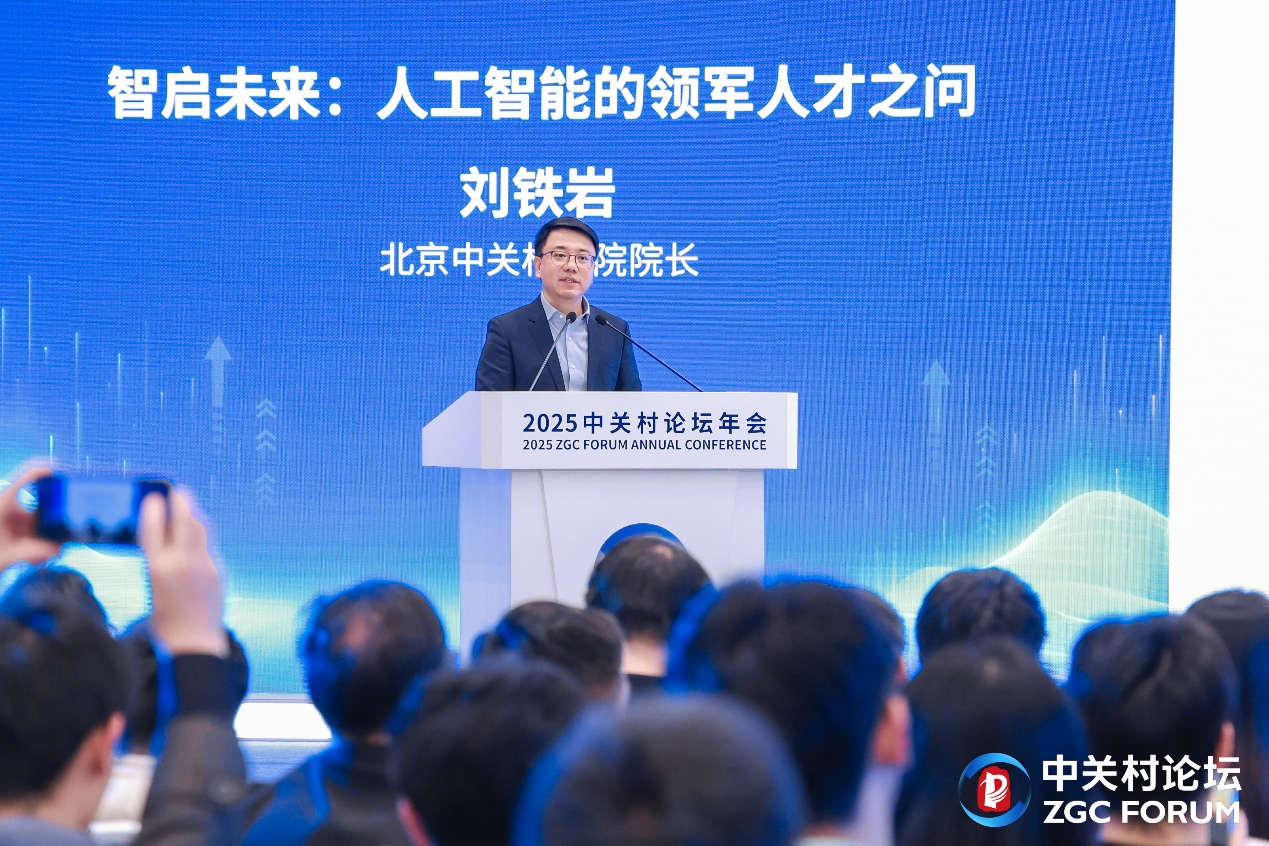 智启未来：人工智能的领军人才之问
刘铁岩
北京中关 院院长
2025中关村论坛年会
2025 ZGC FORUM ANNUAL CONFERENCE
中关村论坛
ZGC FORUM